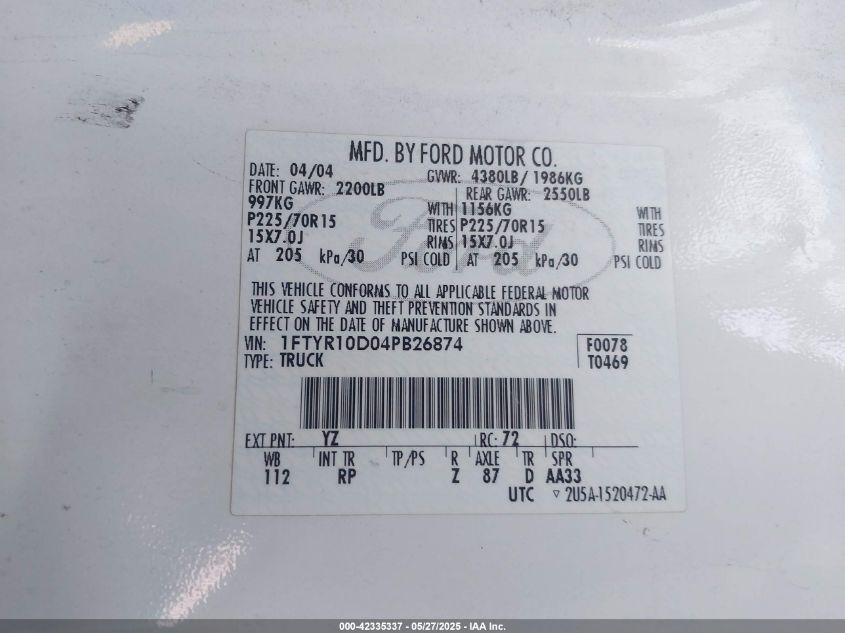 MFD. BY FORD MOTOR CO.
DATE: 04/04 GVWR: 4380LB/ 1986KG
FRONT GAWR: 2200LB REAR GAWR: 2550LB
997KG WITH 1156KG WITH
P225/70R15 TIRES P225/70R15 TIRES
15X7.0J RIMS 15X7.0J RIMS
AT 205 kPa/30 PSI COLD AT 205 kPa/30 PSI COLD
Ford
THIS VEHICLE CONFORMS TO ALL APPLICABLE FEDERAL MOTOR
VEHICLE SAFETY AND THEFT PREVENTION STANDARDS IN
EFFECT ON THE DATE OF MANUFACTURE SHOWN ABOVE.
VIN: 1FTYR10D04PB26874 F0078
TYPE: TRUCK T0469
EXT PNT: YZ RC: 72 DSO:
WB INT TR TP/PS R AXLE TR SPR
112 RP Z 87 D AA33
UTC ▽ 2U5A-1520472-AA
000-42335337 - 05/27/2025 - IAA Inc.